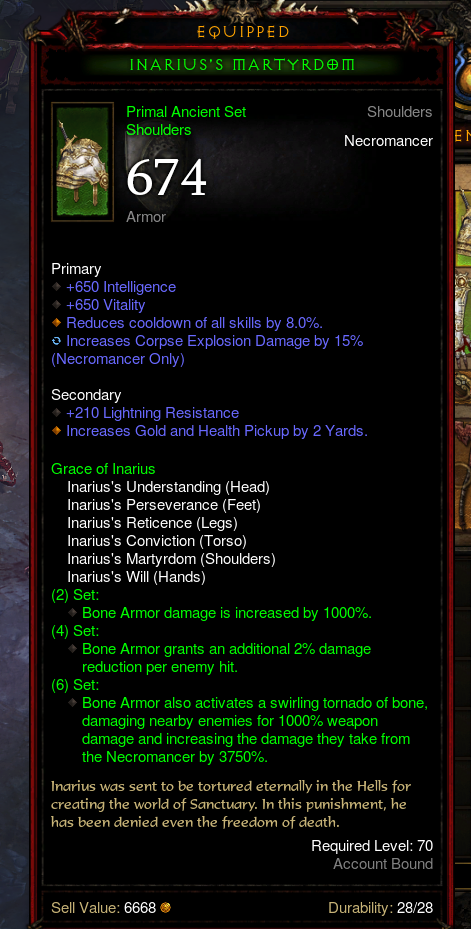 EQUIPPED
INARIUS'S MARTYRDOM
Primal Ancient Set
Shoulders
Shoulders
Necromancer
674
Armor
Primary
+650 Intelligence
+650 Vitality
Reduces cooldown of all skills by 8.0%.
Increases Corpse Explosion Damage by 15%
(Necromancer Only)
Secondary
+210 Lightning Resistance
Increases Gold and Health Pickup by 2 Yards.
Grace of Inarius
Inarius's Understanding (Head)
Inarius's Perseverance (Feet)
Inarius's Reticence (Legs)
Inarius's Conviction (Torso)
Inarius's Martyrdom (Shoulders)
Inarius's Will (Hands)
(2) Set:
Bone Armor damage is increased by 1000%.
(4) Set:
Bone Armor grants an additional 2% damage
reduction per enemy hit.
(6) Set:
Bone Armor also activates a swirling tornado of bone,
damaging nearby enemies for 1000% weapon
damage and increasing the damage they take from
the Necromancer by 3750%.
Inarius was sent to be tortured eternally in the Hells for
creating the world of Sanctuary. In this punishment, he
has been denied even the freedom of death.
Required Level: 70
Account Bound
Sell Value: 6668
Durability: 28/28
EN